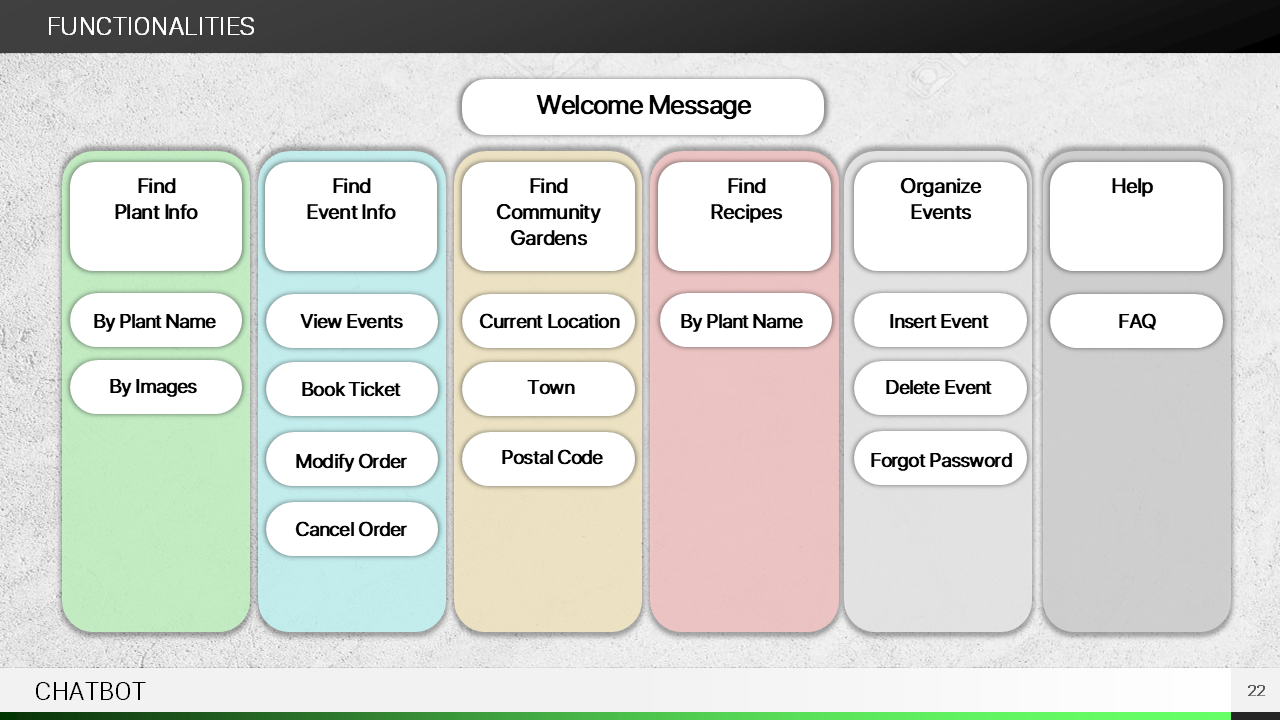 FUNCTIONALITIES
Welcome Message
Find
Plant Info
By Plant Name
By Images
Find
Event Info
View Events
Book Ticket
Modify Order
Cancel Order
Find
Community
Gardens
Current Location
Town
Postal Code
Find
Recipes
By Plant Name
Organize
Events
Insert Event
Delete Event
Forgot Password
Help
FAQ
CHATBOT
22